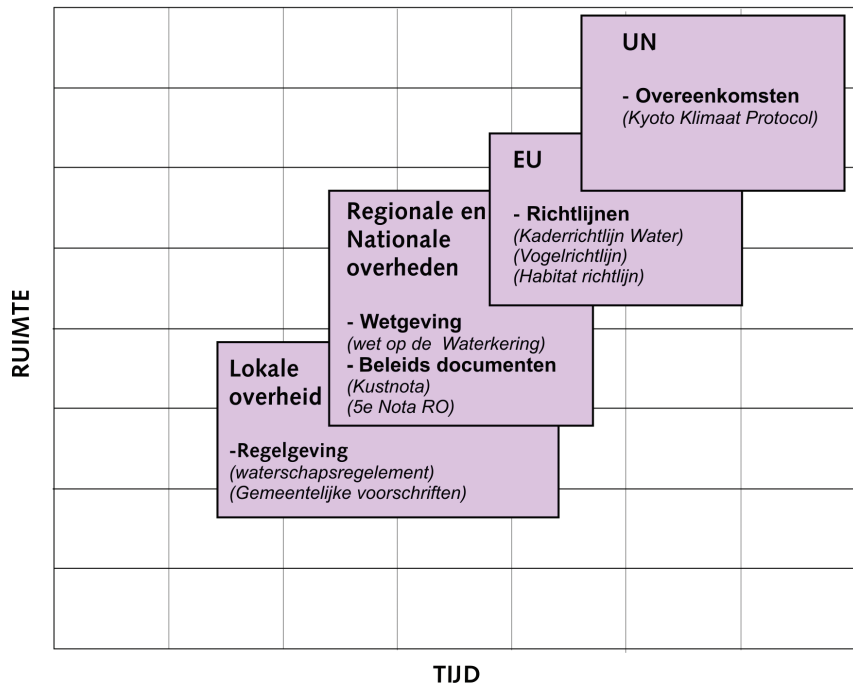 UN
- Overeenkomsten
(Kyoto Klimaat Protocol)
EU
- Richtlijnen
(Kaderrichtlijn Water)
(Vogelrichtlijn)
(Habitat richtlijn)
Regionale en
Nationale
overheden
- Wetgeving
(wet op de Waterkering)
- Beleids documenten
(Kustnota)
(5e Nota RO)
Lokale
overheid
-Regelgeving
(waterschapsregelement)
(Gemeentelijke voorschriften)
RUIMTE
TIJD